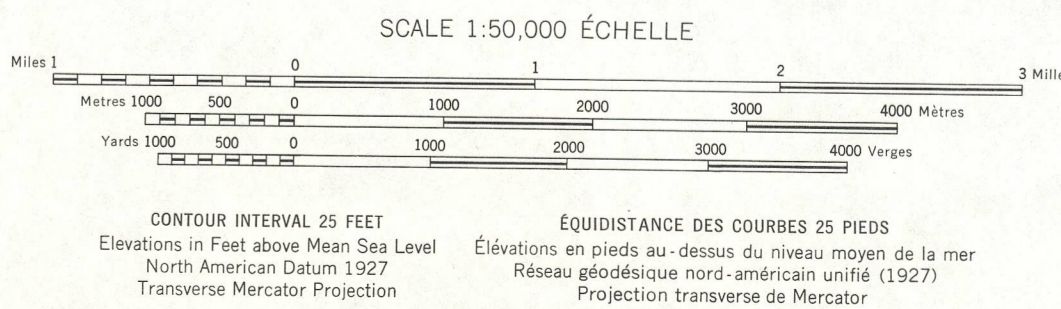 SCALE 1:50,000 ÉCHELLE
Miles 1 0 1 2 3 Mille
Metres 1000 500 0 1000 2000 3000 4000 Mètres
Yards 1000 500 0 1000 2000 3000 4000 Verges
CONTOUR INTERVAL 25 FEET
Elevations in Feet above Mean Sea Level
North American Datum 1927
Transverse Mercator Projection
ÉQUIDISTANCE DES COURBES 25 PIEDS
Élévations en pieds au-dessus du niveau moyen de la mer
Réseau géodésique nord-américain unifié (1927)
Projection transverse de Mercator